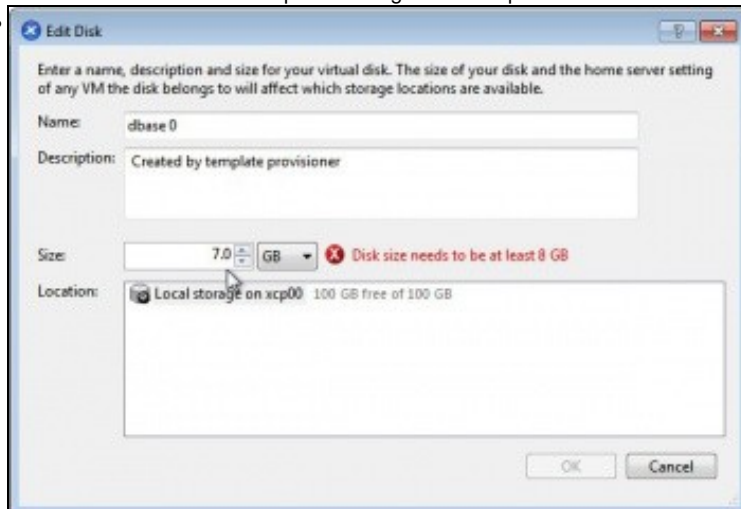 Edit Disk
Enter a name, description and size for your virtual disk. The size of your disk and the home server setting
of any VM the disk belongs to will affect which storage locations are available.
Name: dbase 0
Description: Created by template provisioner
Size: 7.0 GB Disk size needs to be at least 8 GB
Location: Local storage on xcp00 100 GB free of 100 GB
OK Cancel